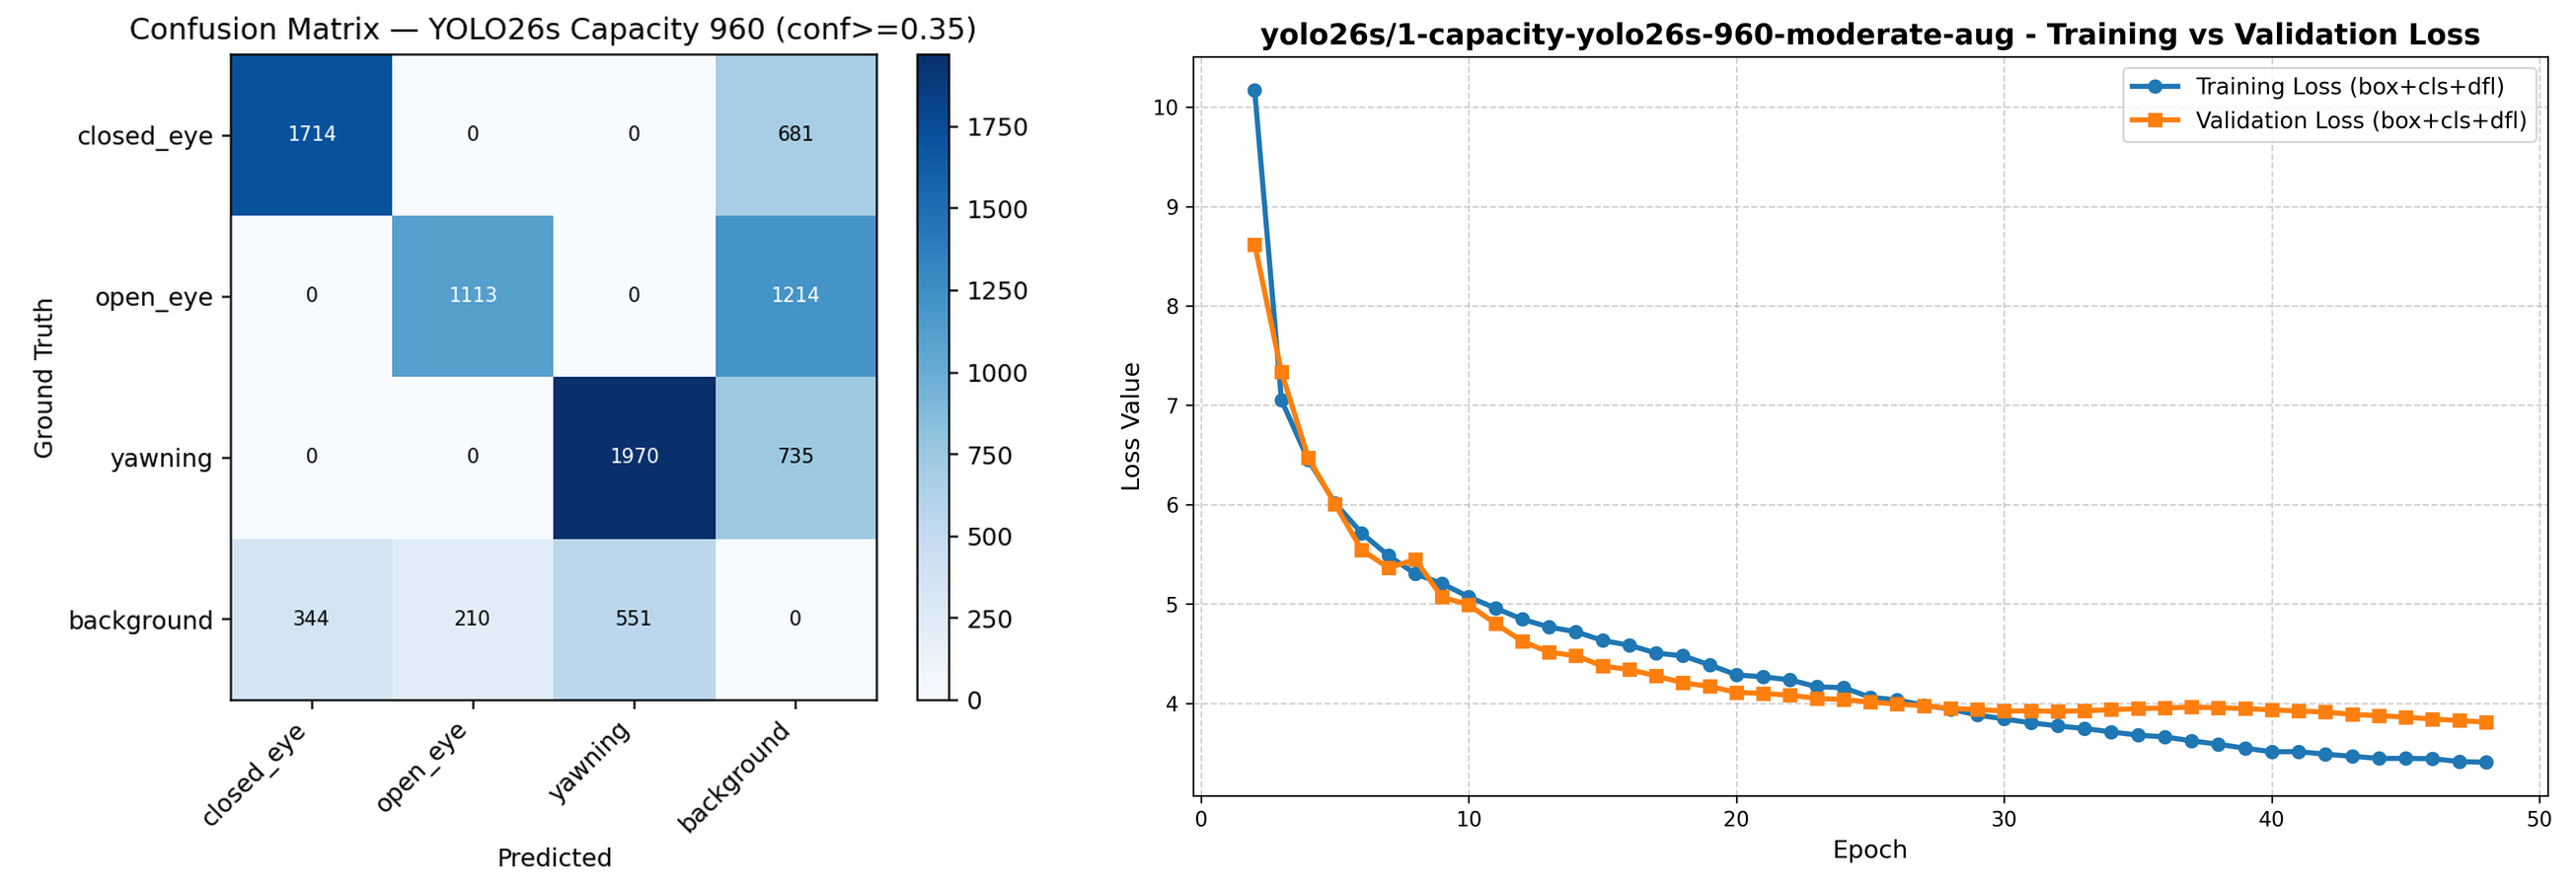 Confusion Matrix — YOLO26s Capacity 960 (conf>=0.35)
Ground Truth
closed_eye 1714 0 0 681
open_eye 0 1113 0 1214
yawning 0 0 1970 735
background 344 210 551 0
closed_eye open_eye yawning background
Predicted
1750
1500
1250
1000
750
500
250
0
yolo26s/1-capacity-yolo26s-960-moderate-aug - Training vs Validation Loss
Training Loss (box+cls+dfl)
Validation Loss (box+cls+dfl)
Loss Value
10
9
8
7
6
5
4
0 10 20 30 40 50
Epoch